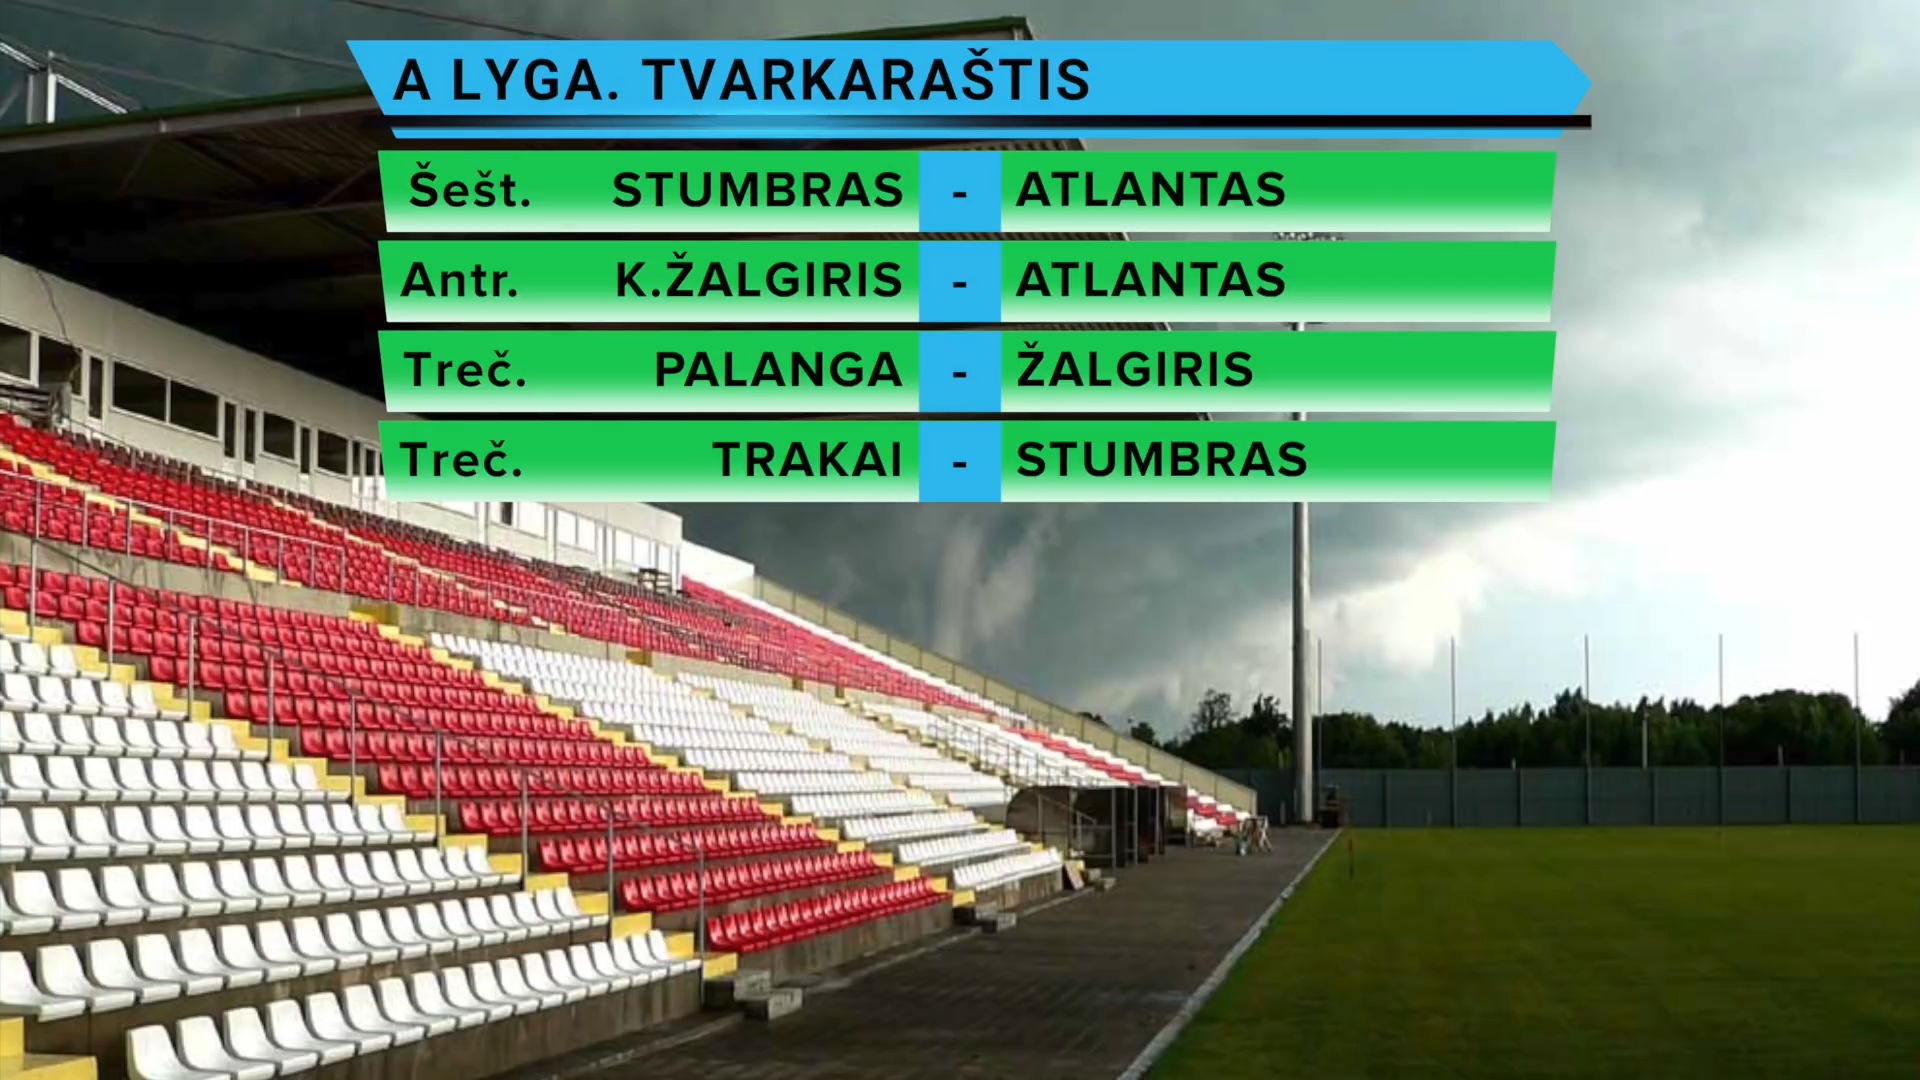 A LYGA. TVARKARAŠTIS
Šešt. STUMBRAS - ATLANTAS
Antr. K.ŽALGIRIS - ATLANTAS
Treč. PALANGA - ŽALGIRIS
Treč. TRAKAI - STUMBRAS